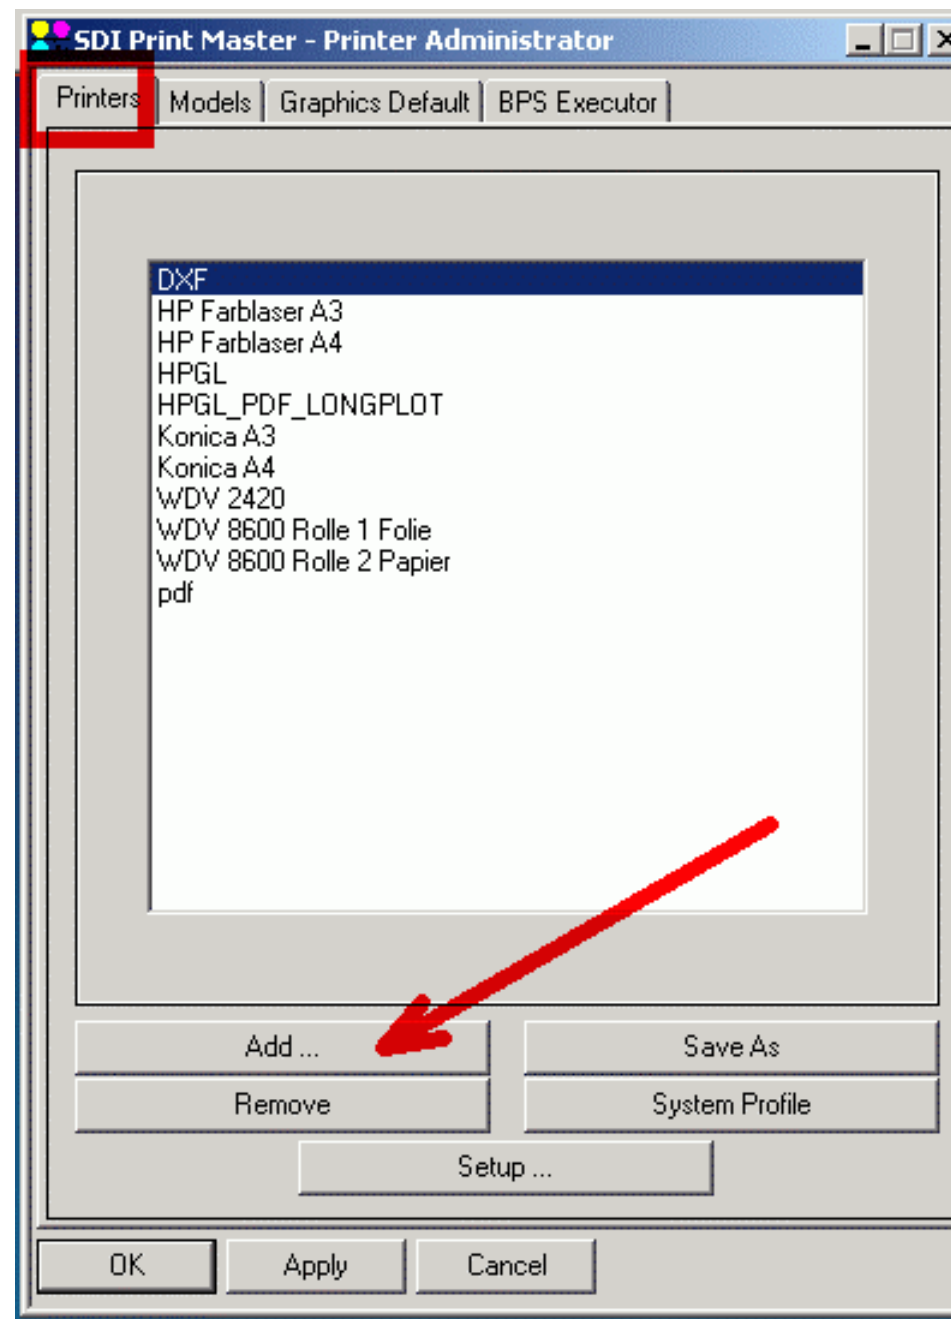 SDI Print Master - Printer Administrator
Printers Models Graphics Default BPS Executor
DXF
HP Farblaser A3
HP Farblaser A4
HPGL
HPGL_PDF_LONGPLOT
Konica A3
Konica A4
WDV 2420
WDV 8600 Rolle 1 Folie
WDV 8600 Rolle 2 Papier
pdf
Add ... Save As
Remove System Profile
Setup ...
OK Apply Cancel